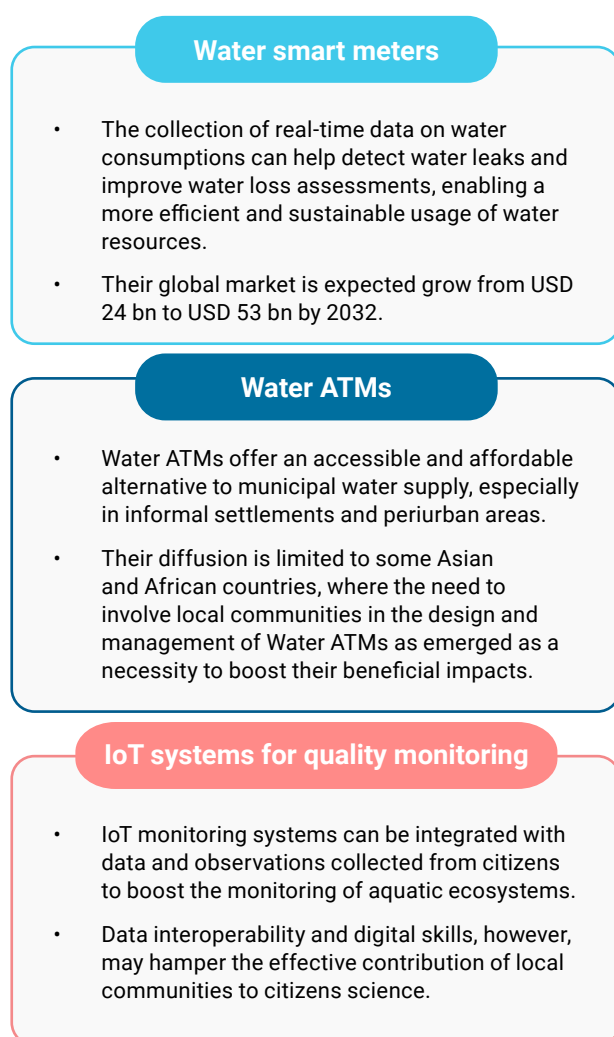 Water smart meters
• The collection of real-time data on water
consumptions can help detect water leaks and
improve water loss assessments, enabling a
more efficient and sustainable usage of water
resources.
• Their global market is expected grow from USD
24 bn to USD 53 bn by 2032.
Water ATMs
• Water ATMs offer an accessible and affordable
alternative to municipal water supply, especially
in informal settlements and periurban areas.
• Their diffusion is limited to some Asian
and African countries, where the need to
involve local communities in the design and
management of Water ATMs as emerged as a
necessity to boost their beneficial impacts.
IoT systems for quality monitoring
• IoT monitoring systems can be integrated with
data and observations collected from citizens
to boost the monitoring of aquatic ecosystems.
• Data interoperability and digital skills, however,
may hamper the effective contribution of local
communities to citizens science.